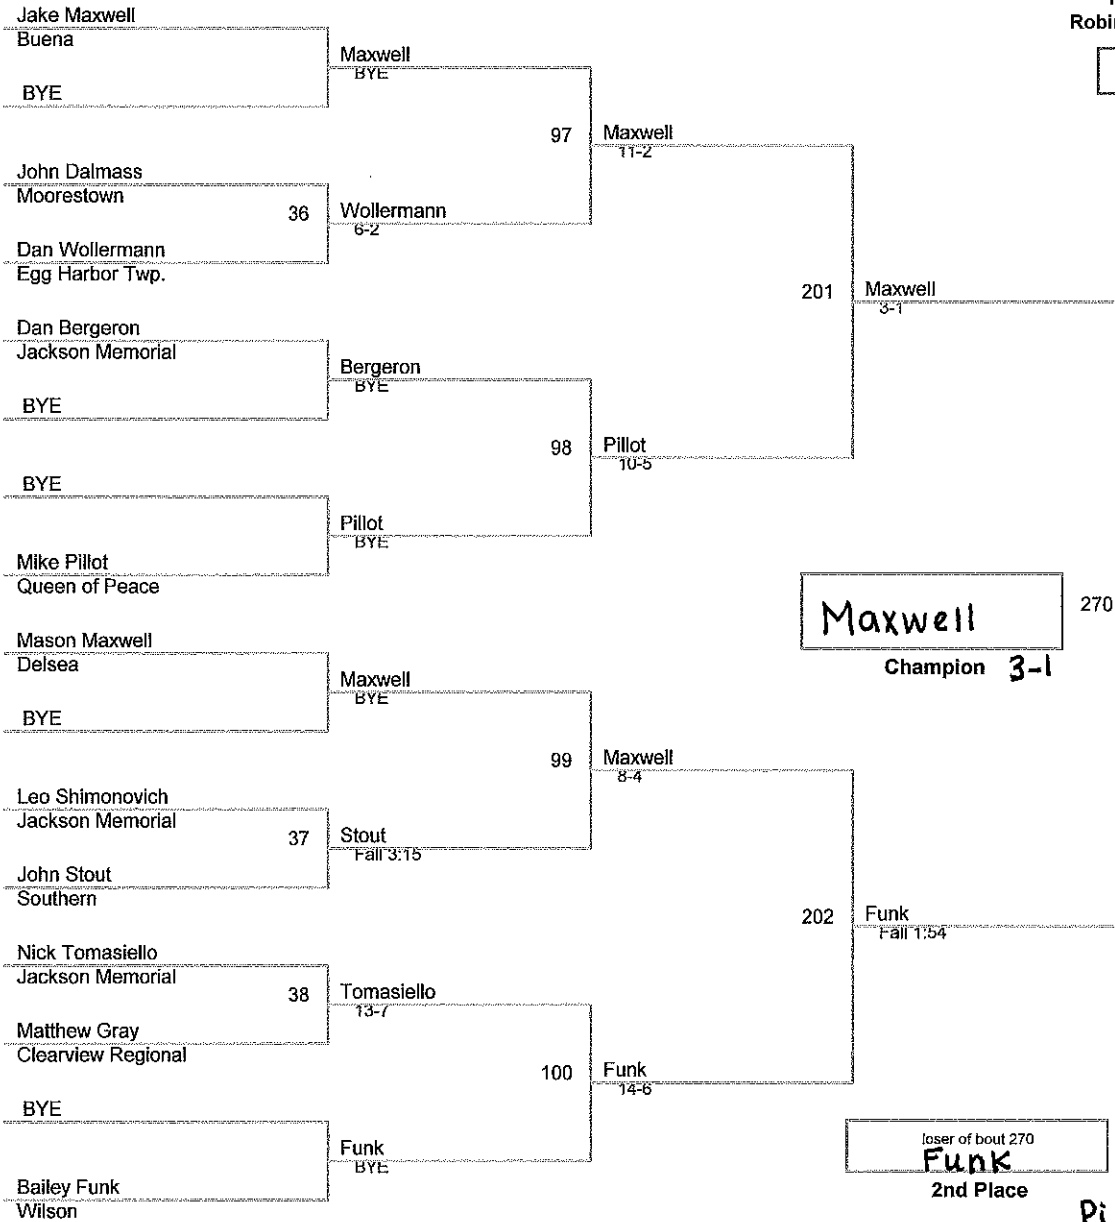 Jake Maxwell
Buena
Maxwell
BYE
BYE
97
Maxwell
11-2
John Dalmass
Moorestown
36
Wollermann
6-2
Dan Wollermann
Egg Harbor Twp.
201
Maxwell
3-1
Dan Bergeron
Jackson Memorial
Bergeron
BYE
BYE
98
Pillot
10-5
BYE
Pillot
BYE
Mike Pillot
Queen of Peace
Maxwell
270
Champion 3-1
Mason Maxwell
Delsea
Maxwell
BYE
BYE
99
Maxwell
8-4
Leo Shimonovich
Jackson Memorial
37
Stout
Fall 3:15
John Stout
Southern
202
Funk
Fall 1:54
Nick Tomasiello
Jackson Memorial
38
Tomasiello
13-7
Matthew Gray
Clearview Regional
100
Funk
14-6
BYE
Funk
BYE
Bailey Funk
Wilson
loser of bout 270
Funk
2nd Place